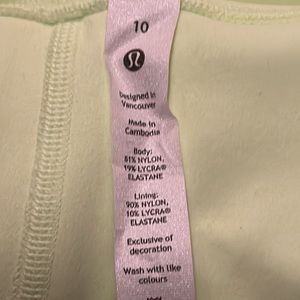 10
Designed in
Vancouver
Made in
Cambodia
Body:
81% NYLON,
19% LYCRA®
ELASTANE
Lining:
90% NYLON,
10% LYCRA®
ELASTANE
Exclusive of
decoration
Wash with like
colours